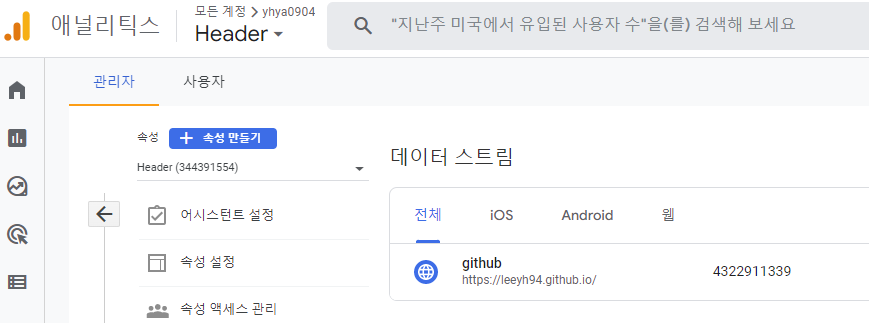 애널리틱스
모든 계정 > yhya0904
Header
"지난주 미국에서 유입된 사용자 수"을(를) 검색해 보세요
관리자 사용자
속성 + 속성 만들기
Header (344391554)
어시스턴트 설정
속성 설정
속성 액세스 관리
데이터 스트림
전체 iOS Android 웹
github 4322911339
https://leeyh94.github.io/